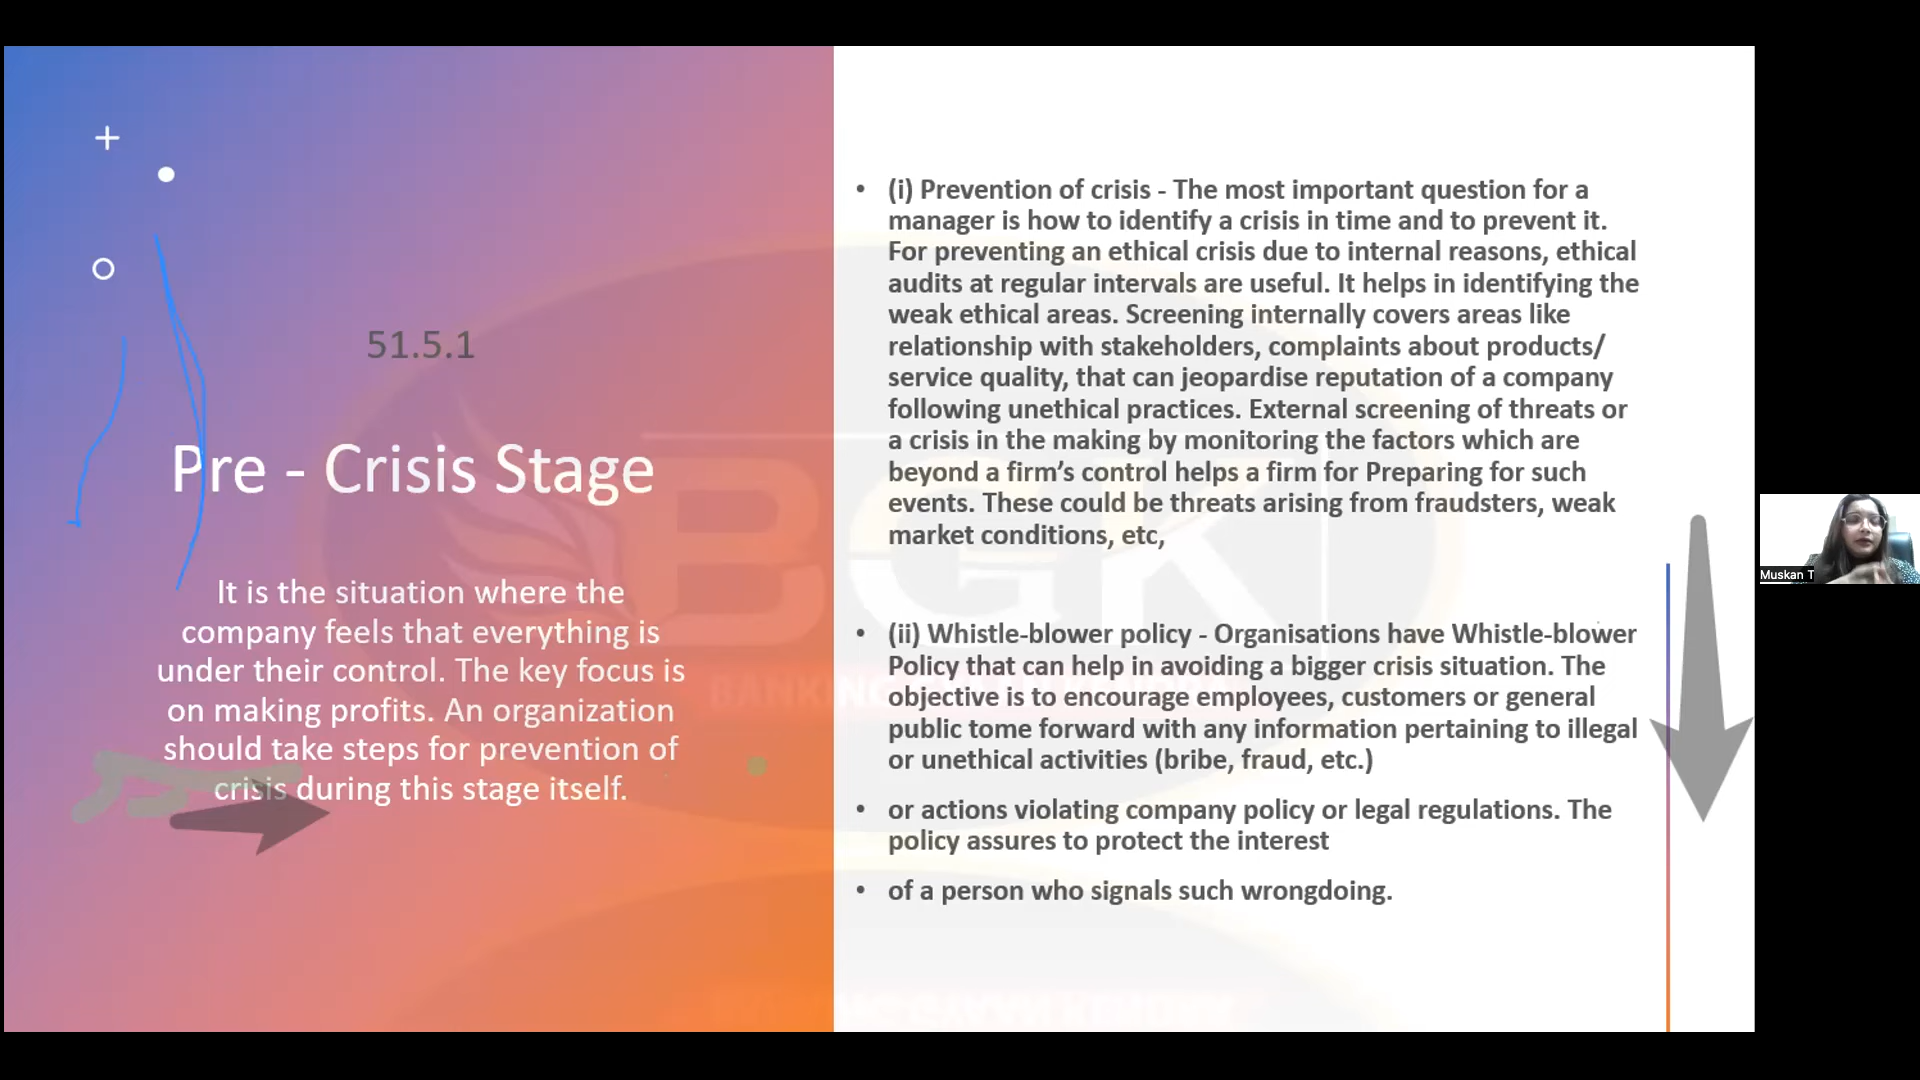 51.5.1
Pre - Crisis Stage
It is the situation where the
company feels that everything is
under their control. The key focus is
on making profits. An organization
should take steps for prevention of
crisis during this stage itself.
• (i) Prevention of crisis - The most important question for a
manager is how to identify a crisis in time and to prevent it.
For preventing an ethical crisis due to internal reasons, ethical
audits at regular intervals are useful. It helps in identifying the
weak ethical areas. Screening internally covers areas like
relationship with stakeholders, complaints about products/
service quality, that can jeopardise reputation of a company
following unethical practices. External screening of threats or
a crisis in the making by monitoring the factors which are
beyond a firm’s control helps a firm for Preparing for such
events. These could be threats arising from fraudsters, weak
market conditions, etc,
• (ii) Whistle-blower policy - Organisations have Whistle-blower
Policy that can help in avoiding a bigger crisis situation. The
objective is to encourage employees, customers or general
public tome forward with any information pertaining to illegal
or unethical activities (bribe, fraud, etc.)
• or actions violating company policy or legal regulations. The
policy assures to protect the interest
• of a person who signals such wrongdoing.
BGK
Muskan T